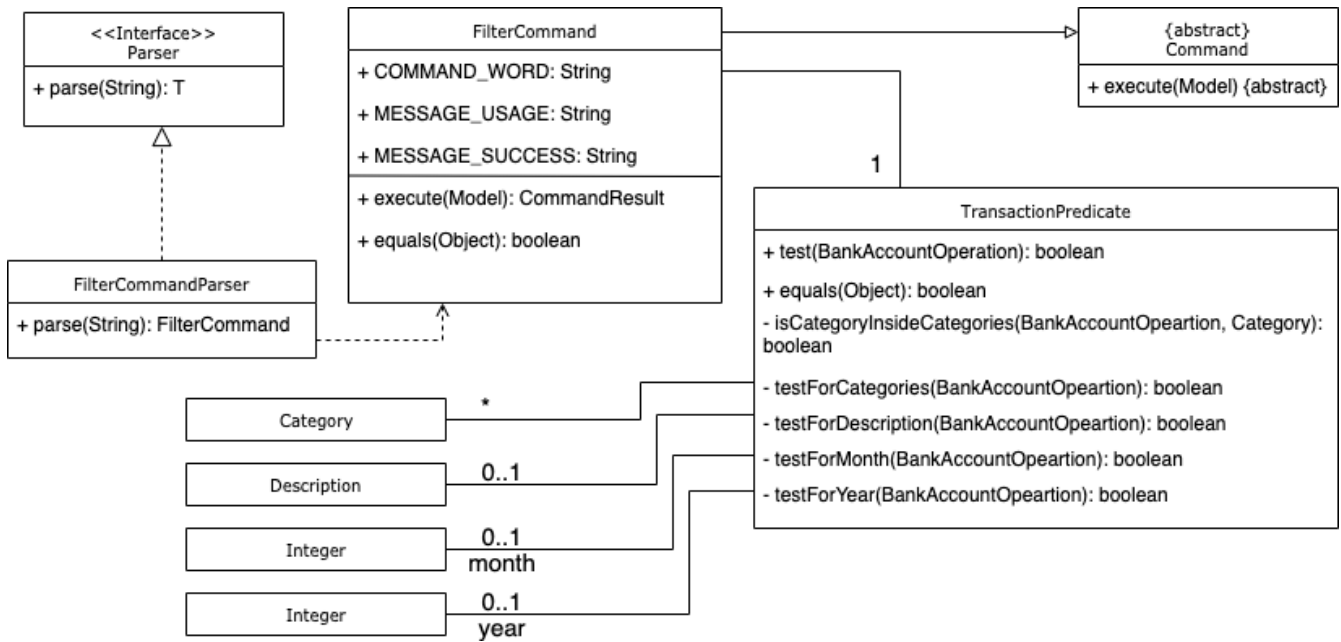 <<Interface>>
Parser
+ parse(String): T
FilterCommand
+ COMMAND_WORD: String
+ MESSAGE_USAGE: String
+ MESSAGE_SUCCESS: String
+ execute(Model): CommandResult
+ equals(Object): boolean
{abstract}
Command
+ execute(Model) {abstract}
1
FilterCommandParser
+ parse(String): FilterCommand
TransactionPredicate
+ test(BankAccountOperation): boolean
+ equals(Object): boolean
- isCategoryInsideCategories(BankAccountOpeartion, Category):
boolean
- testForCategories(BankAccountOpeartion): boolean
- testForDescription(BankAccountOpeartion): boolean
- testForMonth(BankAccountOpeartion): boolean
- testForYear(BankAccountOpeartion): boolean
Category
*
Description
0..1
Integer
0..1
month
Integer
0..1
year